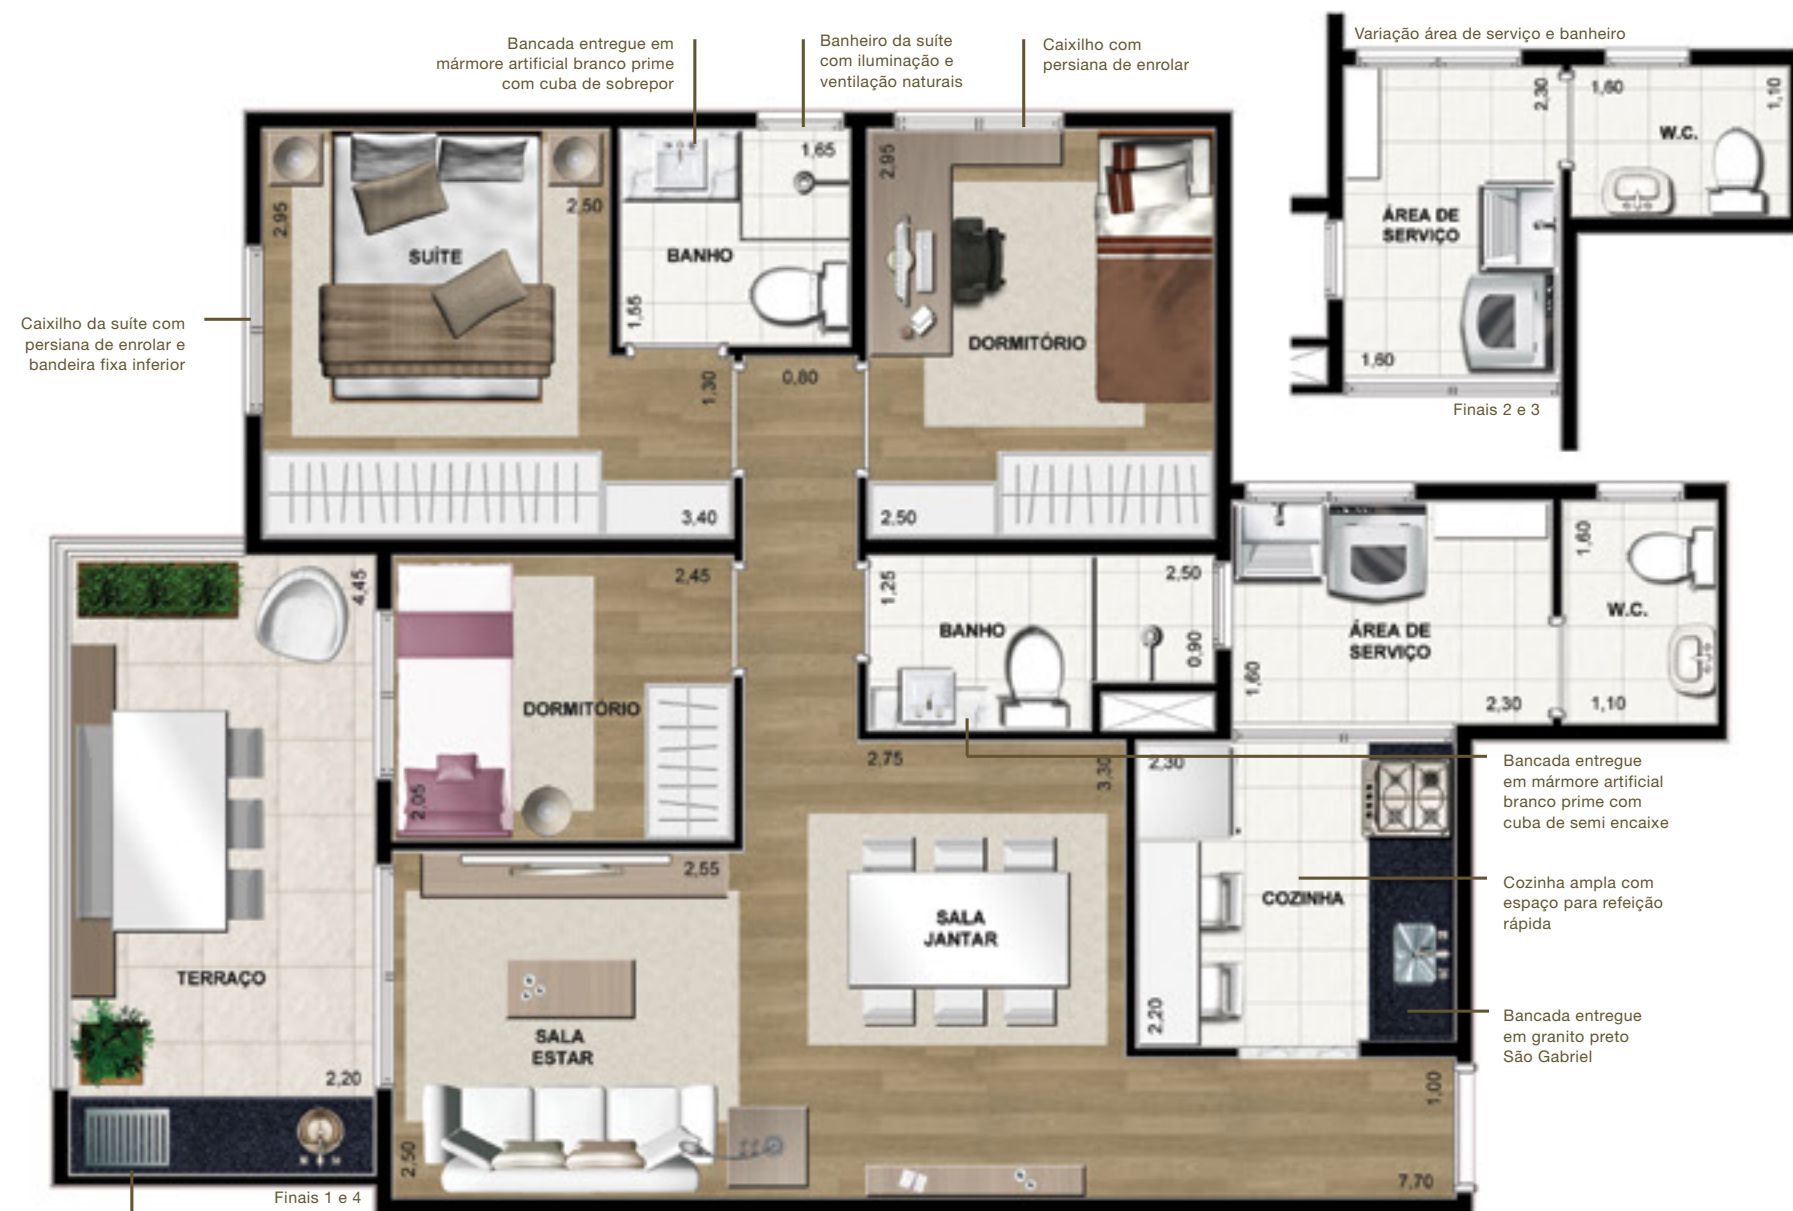 Bancada entregue em
mármore artificial branco prime
com cuba de sobrepor
Banheiro da suíte
com iluminação e
ventilação naturais
Caixilho com
persiana de enrolar
Variação área de serviço e banheiro
2,30
1,60
1,10
W.C.
ÁREA DE
SERVIÇO
1,60
Finais 2 e 3
Caixilho da suíte com
persiana de enrolar e
bandeira fixa inferior
2,95
2,50
SUÍTE
1,30
3,40
1,65
BANHO
1,55
0,80
2,95
DORMITÓRIO
2,50
4,45
TERRAÇO
2,20
Finais 1 e 4
2,45
DORMITÓRIO
2,05
1,25
2,50
BANHO
0,90
ÁREA DE
SERVIÇO
1,60
2,30
1,60
W.C.
1,10
2,75
3,30
2,30
COZINHA
2,20
2,55
SALA
JANTAR
SALA
ESTAR
2,50
1,00
7,70
Bancada entregue
em mármore artificial
branco prime com
cuba de semi encaixe
Cozinha ampla com
espaço para refeição
rápida
Bancada entregue
em granito preto
São Gabriel